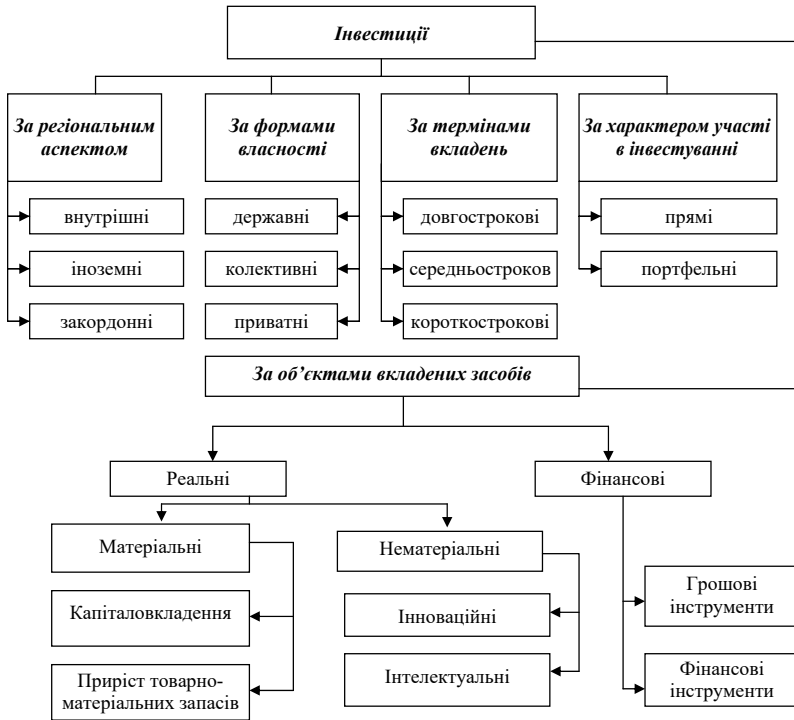 Інвестиції
За регіональним
аспектом
За формами
власності
За термінами
вкладень
За характером участі
в інвестуванні
внутрішні
державні
довгострокові
прямі
іноземні
колективні
середньостроков
портфельні
закордонні
приватні
короткострокові
За об’єктами вкладених засобів
Реальні
Фінансові
Матеріальні
Нематеріальні
Капіталовкладення
Інноваційні
Грошові
інструменти
Приріст товарно-
матеріальних запасів
Інтелектуальні
Фінансові
інструменти